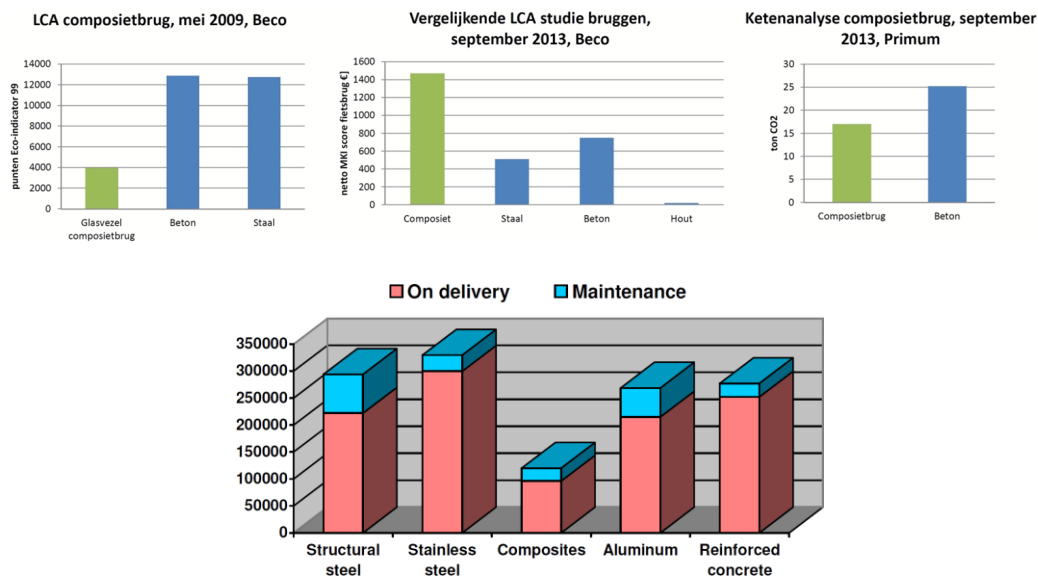 LCA composietbrug, mei 2009, Beco
punten Eco-indicator 99
14000
12000
10000
8000
6000
4000
2000
0
Glasvezel
composietbrug
Beton
Staal
Vergelijkende LCA studie bruggen,
september 2013, Beco
netto MKI score fietsbrug €]
1600
1400
1200
1000
800
600
400
200
0
Composiet
Staal
Beton
Hout
Ketenanalyse composietbrug, september
2013, Primum
ton CO2
30
25
20
15
10
5
0
Composietbrug
Beton
On delivery
Maintenance
350000
300000
250000
200000
150000
100000
50000
0
Structural
steel
Stainless
steel
Composites
Aluminum
Reinforced
concrete